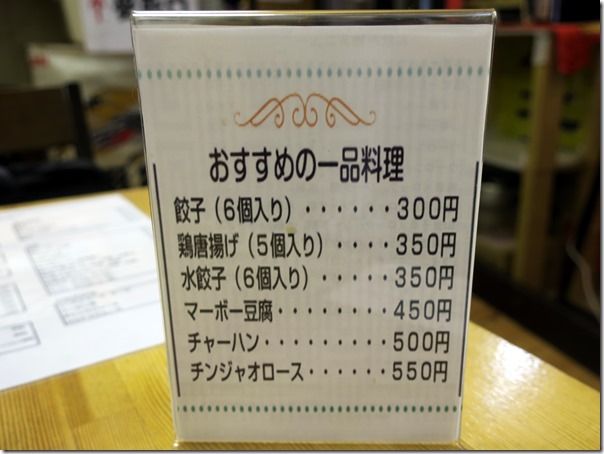 おすすめの一品料理
餃子（6個入り）・・・・・・300円
鶏唐揚げ（5個入り）・・・・350円
水餃子（6個入り）・・・・・350円
マーボー豆腐・・・・・・・・450円
チャーハン・・・・・・・・・500円
チンジャオロース・・・・・・550円